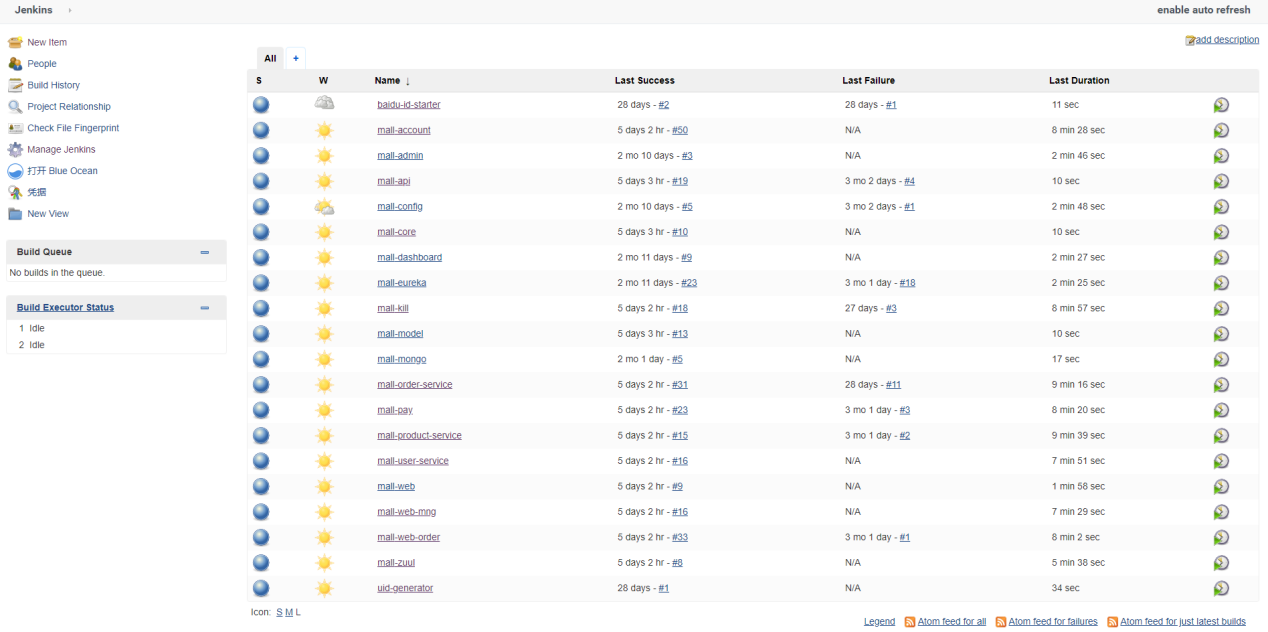 Jenkins
enable auto refresh
New Item
People
Build History
Project Relationship
Check File Fingerprint
Manage Jenkins
打开 Blue Ocean
凭据
New View
Build Queue
No builds in the queue.
Build Executor Status
1 Idle
2 Idle
add description
All +
S W Name ↓ Last Success Last Failure Last Duration
baidu-id-starter 28 days - #2 28 days - #1 11 sec
mall-account 5 days 2 hr - #50 N/A 8 min 28 sec
mall-admin 2 mo 10 days - #3 N/A 2 min 46 sec
mall-api 5 days 3 hr - #19 3 mo 2 days - #4 10 sec
mall-config 2 mo 10 days - #5 3 mo 2 days - #1 2 min 48 sec
mall-core 5 days 3 hr - #10 N/A 10 sec
mall-dashboard 2 mo 11 days - #9 N/A 2 min 27 sec
mall-eureka 2 mo 11 days - #23 3 mo 1 day - #18 2 min 25 sec
mall-kill 5 days 2 hr - #18 27 days - #3 8 min 57 sec
mall-model 5 days 3 hr - #13 N/A 10 sec
mall-mongo 2 mo 1 day - #5 N/A 17 sec
mall-order-service 5 days 2 hr - #31 28 days - #11 9 min 16 sec
mall-pay 5 days 2 hr - #23 3 mo 1 day - #3 8 min 20 sec
mall-product-service 5 days 2 hr - #15 3 mo 1 day - #2 9 min 39 sec
mall-user-service 5 days 2 hr - #16 N/A 7 min 51 sec
mall-web 5 days 2 hr - #9 N/A 1 min 58 sec
mall-web-mng 5 days 2 hr - #16 N/A 7 min 29 sec
mall-web-order 5 days 2 hr - #33 3 mo 1 day - #1 8 min 2 sec
mall-zuul 5 days 2 hr - #8 N/A 5 min 38 sec
uid-generator 28 days - #1 N/A 34 sec
Icon: S M L
Legend Atom feed for all Atom feed for failures Atom feed for just latest builds